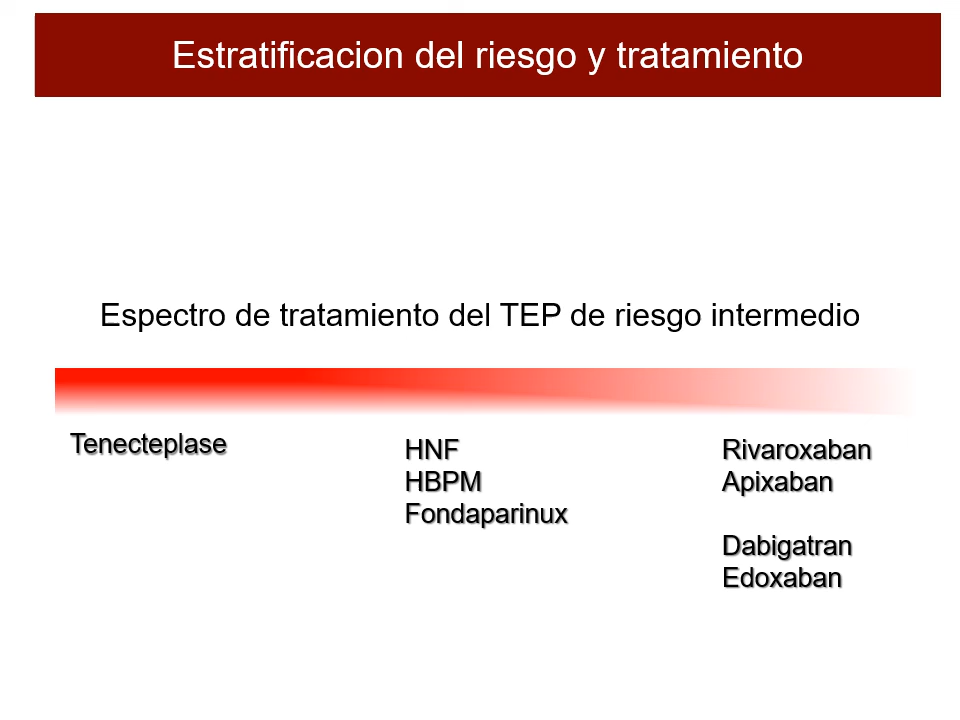 Estratificacion del riesgo y tratamiento
Espectro de tratamiento del TEP de riesgo intermedio
Tenecteplase
HNF
HBPM
Fondaparinux
Rivaroxaban
Apixaban
Dabigatran
Edoxaban